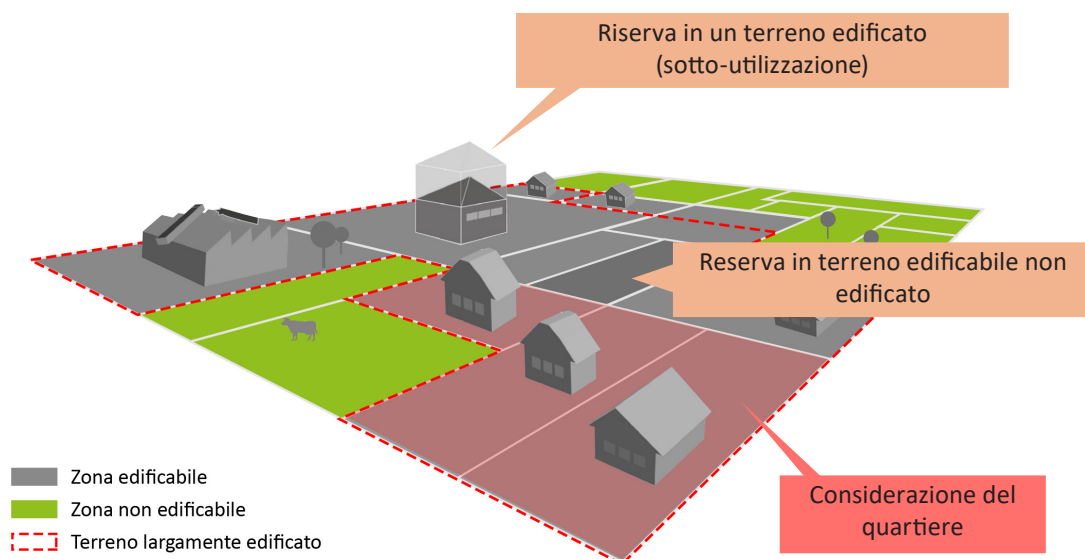 Riserva in un terreno edificato
(sotto-utilizzazione)
Reserva in terreno edificabile non
edificato
Considerazione del
quartiere
Zona edificabile
Zona non edificabile
Terreno largamente edificato